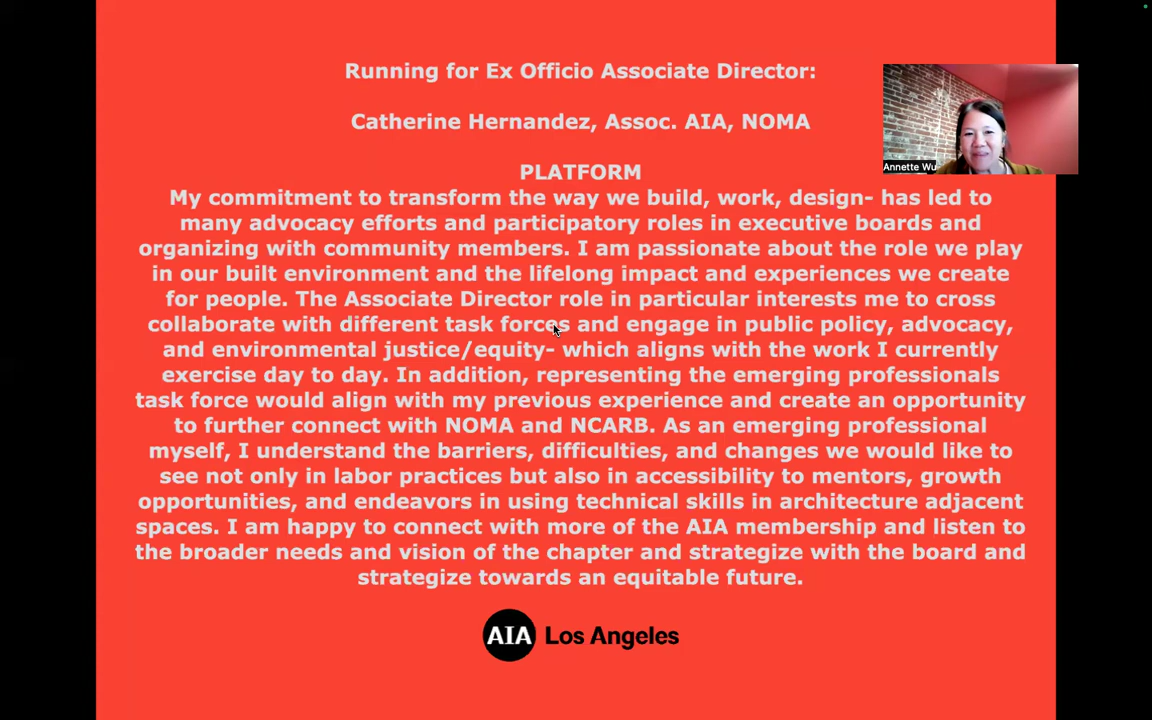 Running for Ex Officio Associate Director:
Catherine Hernandez, Assoc. AIA, NOMA
PLATFORM
My commitment to transform the way we build, work, design- has led to
many advocacy efforts and participatory roles in executive boards and
organizing with community members. I am passionate about the role we play
in our built environment and the lifelong impact and experiences we create
for people. The Associate Director role in particular interests me to cross
collaborate with different task forces and engage in public policy, advocacy,
and environmental justice/equity- which aligns with the work I currently
exercise day to day. In addition, representing the emerging professionals
task force would align with my previous experience and create an opportunity
to further connect with NOMA and NCARB. As an emerging professional
myself, I understand the barriers, difficulties, and changes we would like to
see not only in labor practices but also in accessibility to mentors, growth
opportunities, and endeavors in using technical skills in architecture adjacent
spaces. I am happy to connect with more of the AIA membership and listen to
the broader needs and vision of the chapter and strategize with the board and
strategize towards an equitable future.
AIA Los Angeles
Annette Wu